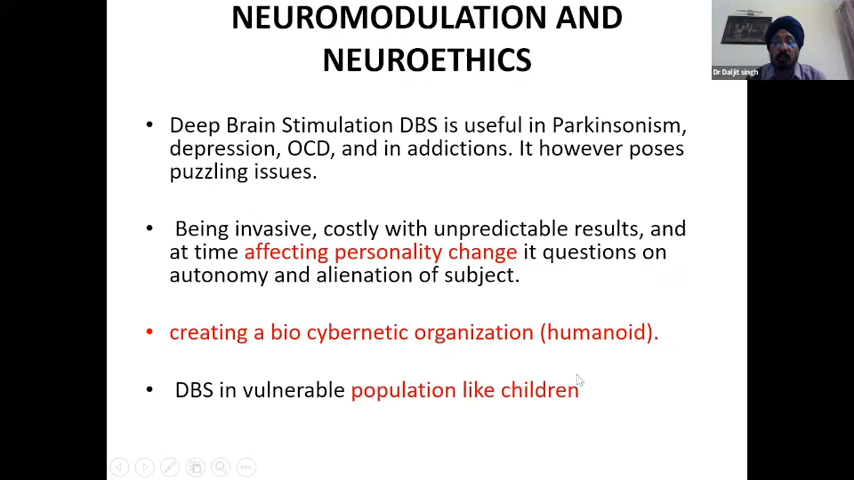 NEUROMODULATION AND
NEUROETHICS
Dr Daljit singh
• Deep Brain Stimulation DBS is useful in Parkinsonism,
depression, OCD, and in addictions. It however poses
puzzling issues.
• Being invasive, costly with unpredictable results, and
at time affecting personality change it questions on
autonomy and alienation of subject.
• creating a bio cybernetic organization (humanoid).
• DBS in vulnerable population like children